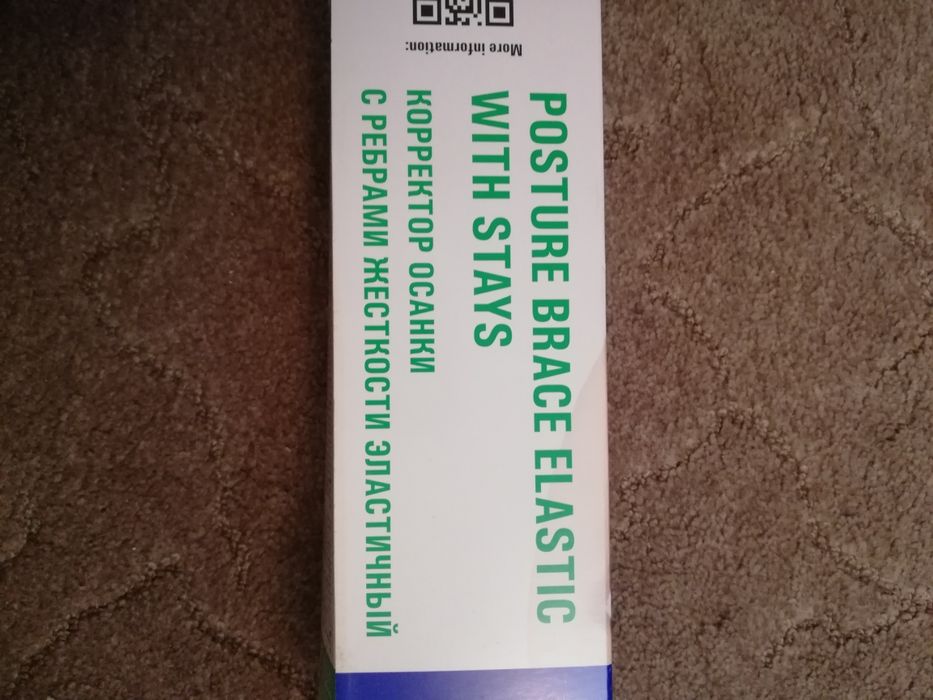 More information:
POSTURE BRACE ELASTIC
WITH STAYS
КОРРЕКТОР ОСАНКИ
С РЕБРАМИ ЖЕСТКОСТИ ЭЛАСТИЧНЫЙ